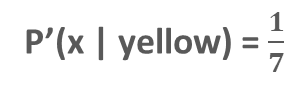 P’(x | yellow) = 1/7